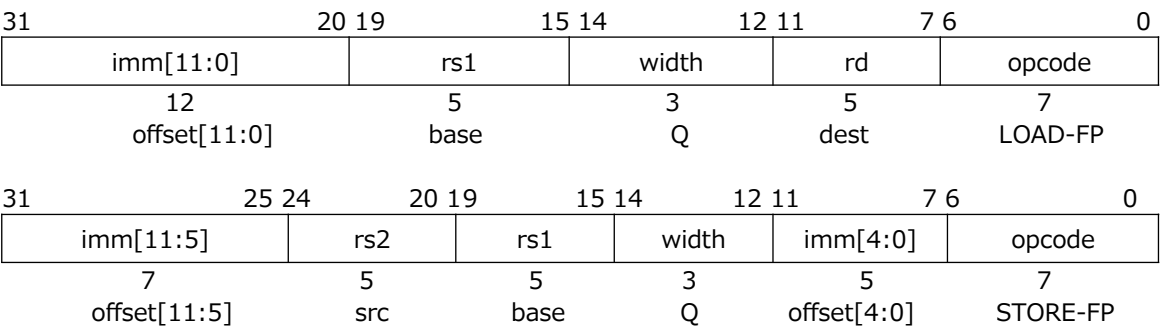 31 20 19 15 14 12 11 7 6 0
imm[11:0] rs1 width rd opcode
12 5 3 5 7
offset[11:0] base Q dest LOAD-FP
31 25 24 20 19 15 14 12 11 7 6 0
imm[11:5] rs2 rs1 width imm[4:0] opcode
7 5 5 3 5 7
offset[11:5] src base Q offset[4:0] STORE-FP